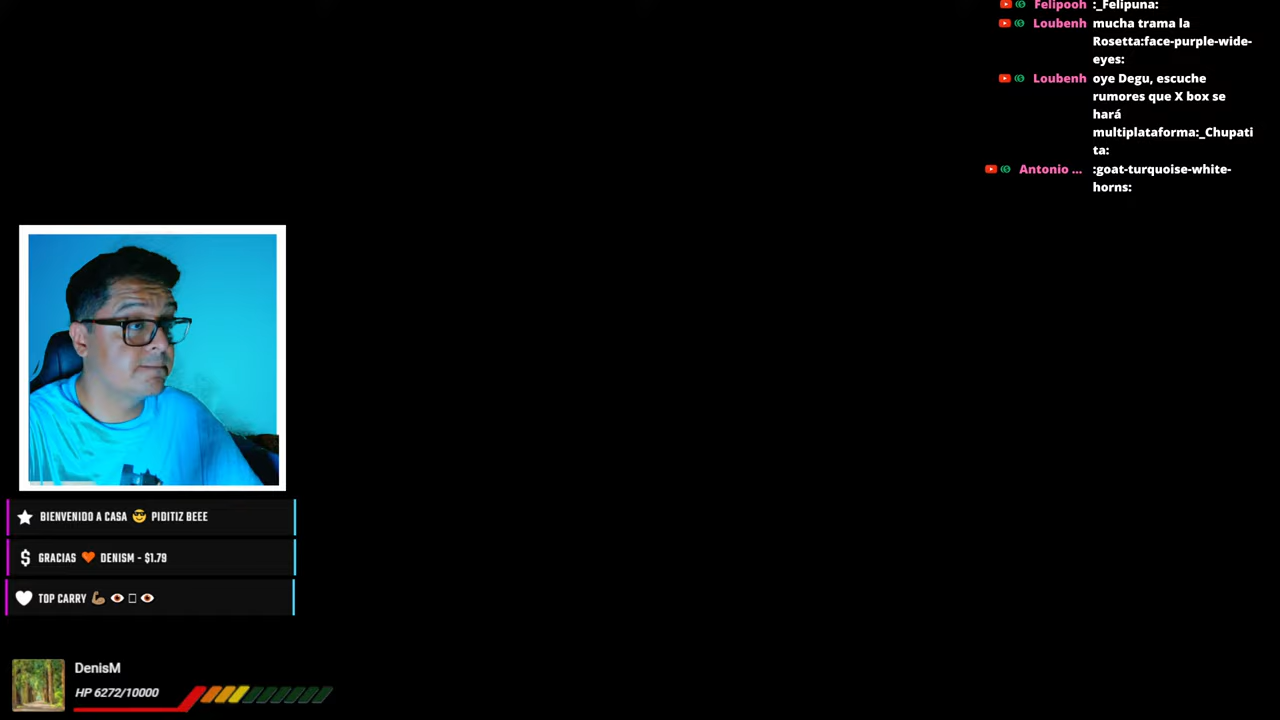 Felipooh :_Felipuna:
Loubenh mucha trama la
Rosetta:face-purple-wide-
eyes:
Loubenh oye Degu, escuche
rumores que X box se
hará
multiplataforma:_Chupati
ta:
Antonio ... :goat-turquoise-white-
horns:
BIENVENIDO A CASA 😎 PIDITIZ BEEE
$ GRACIAS 🧡 DENISM - $1.79
TOP CARRY 💪🏽 👁️ 👁️
DenisM
HP 6272/10000